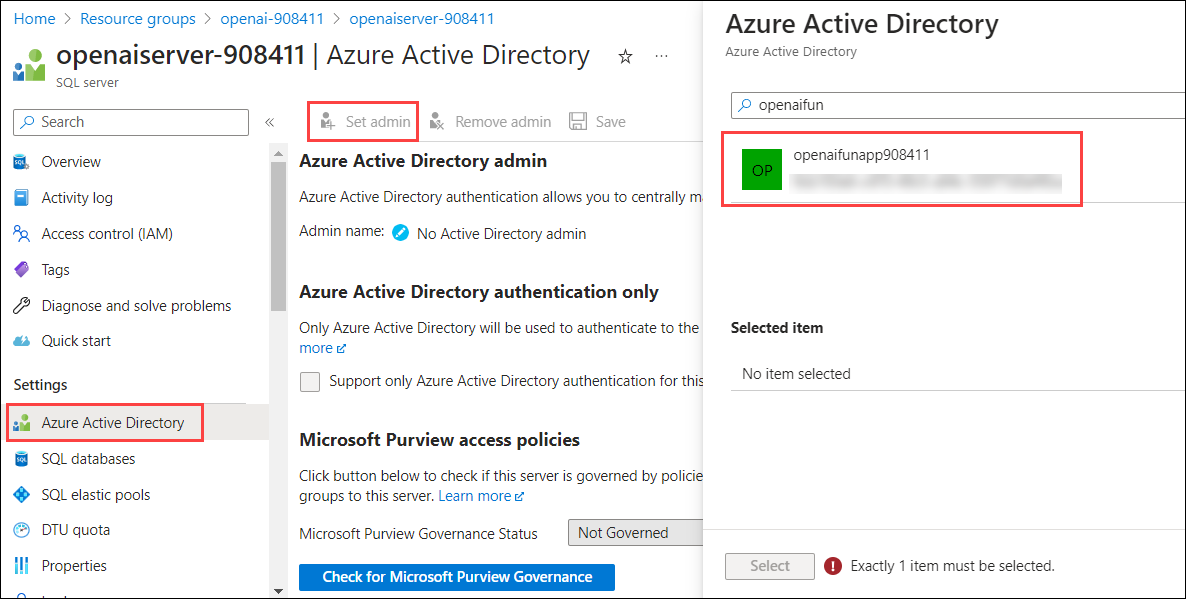 Home > Resource groups > openai-908411 > openaiserver-908411
openaiserver-908411 | Azure Active Directory
SQL server
Search
Overview
Activity log
Access control (IAM)
Tags
Diagnose and solve problems
Quick start
Settings
Azure Active Directory
SQL databases
SQL elastic pools
DTU quota
Properties
Set admin
Remove admin
Save
Azure Active Directory admin
Azure Active Directory authentication allows you to centrally
Admin name: No Active Directory admin
Azure Active Directory authentication only
Only Azure Active Directory will be used to authenticate to the
more
Support only Azure Active Directory authentication for this
Microsoft Purview access policies
Click button below to check if this server is governed by policie
groups to this server. Learn more
Microsoft Purview Governance Status Not Governed
Check for Microsoft Purview Governance
Azure Active Directory
Azure Active Directory
openaifun
OP
openaifunapp908411
Selected item
No item selected
Select
Exactly 1 item must be selected.